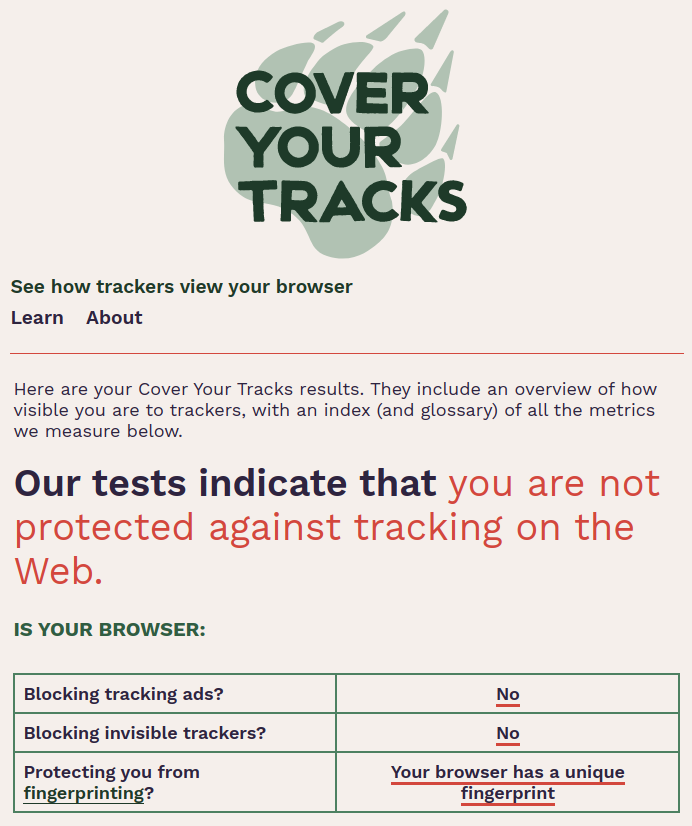 COVER
YOUR
TRACKS
See how trackers view your browser
Learn About
Here are your Cover Your Tracks results. They include an overview of how
visible you are to trackers, with an index (and glossary) of all the metrics
we measure below.
Our tests indicate that you are not
protected against tracking on the
Web.
IS YOUR BROWSER:
Blocking tracking ads? No
Blocking invisible trackers? No
Protecting you from
fingerprinting?
Your browser has a unique
fingerprint